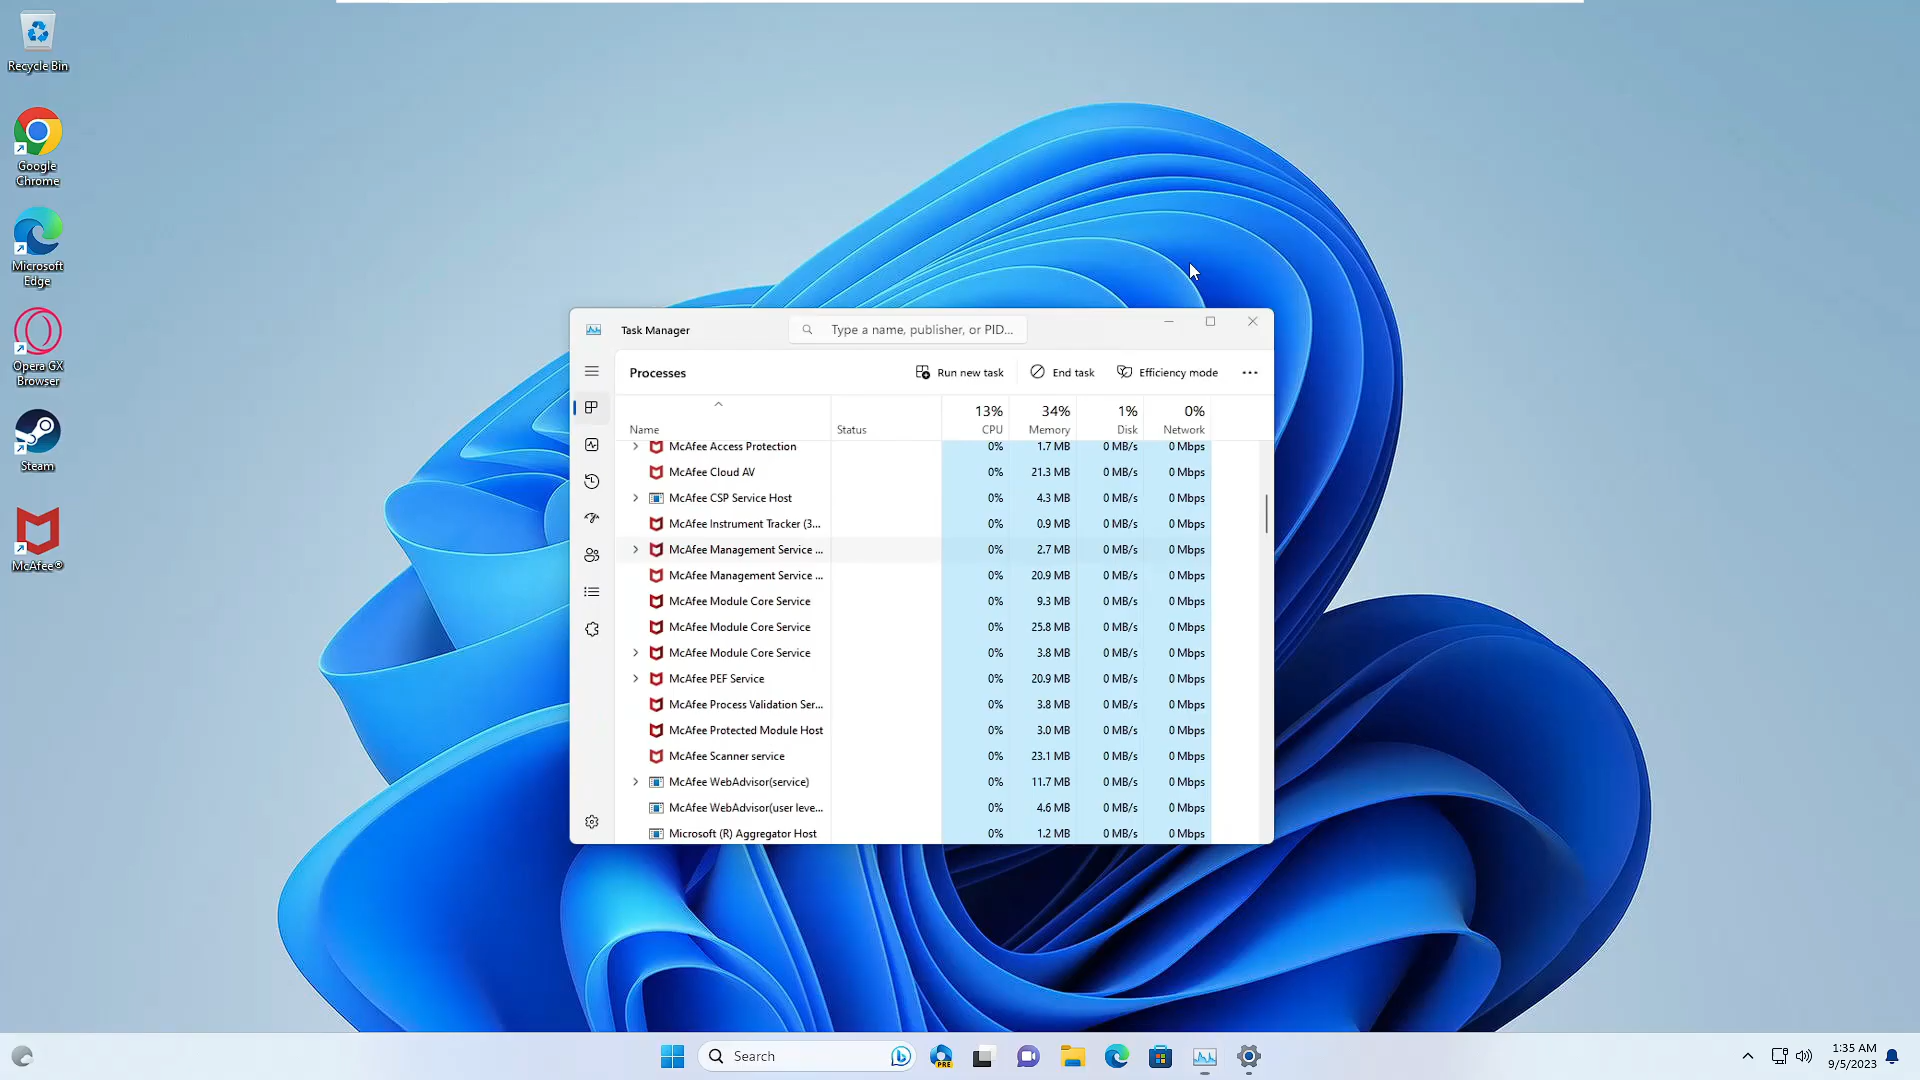 Recycle Bin
Google
Chrome
Microsoft
Edge
Opera GX
Browser
Steam
McAfee®
Task Manager
Type a name, publisher, or PID...
Processes
Run new task
End task
Efficiency mode
13% 34% 1% 0%
Name Status CPU Memory Disk Network
McAfee Access Protection 0% 1.7 MB 0 MB/s 0 Mbps
McAfee Cloud AV 0% 21.3 MB 0 MB/s 0 Mbps
McAfee CSP Service Host 0% 4.3 MB 0 MB/s 0 Mbps
McAfee Instrument Tracker (3... 0% 0.9 MB 0 MB/s 0 Mbps
McAfee Management Service ... 0% 2.7 MB 0 MB/s 0 Mbps
McAfee Management Service ... 0% 20.9 MB 0 MB/s 0 Mbps
McAfee Module Core Service 0% 9.3 MB 0 MB/s 0 Mbps
McAfee Module Core Service 0% 25.8 MB 0 MB/s 0 Mbps
McAfee Module Core Service 0% 3.8 MB 0 MB/s 0 Mbps
McAfee PEF Service 0% 20.9 MB 0 MB/s 0 Mbps
McAfee Process Validation Ser... 0% 3.8 MB 0 MB/s 0 Mbps
McAfee Protected Module Host 0% 3.0 MB 0 MB/s 0 Mbps
McAfee Scanner service 0% 23.1 MB 0 MB/s 0 Mbps
McAfee WebAdvisor(service) 0% 11.7 MB 0 MB/s 0 Mbps
McAfee WebAdvisor(user leve... 0% 4.6 MB 0 MB/s 0 Mbps
Microsoft (R) Aggregator Host 0% 1.2 MB 0 MB/s 0 Mbps
Search
PRE
1:35 AM
9/5/2023